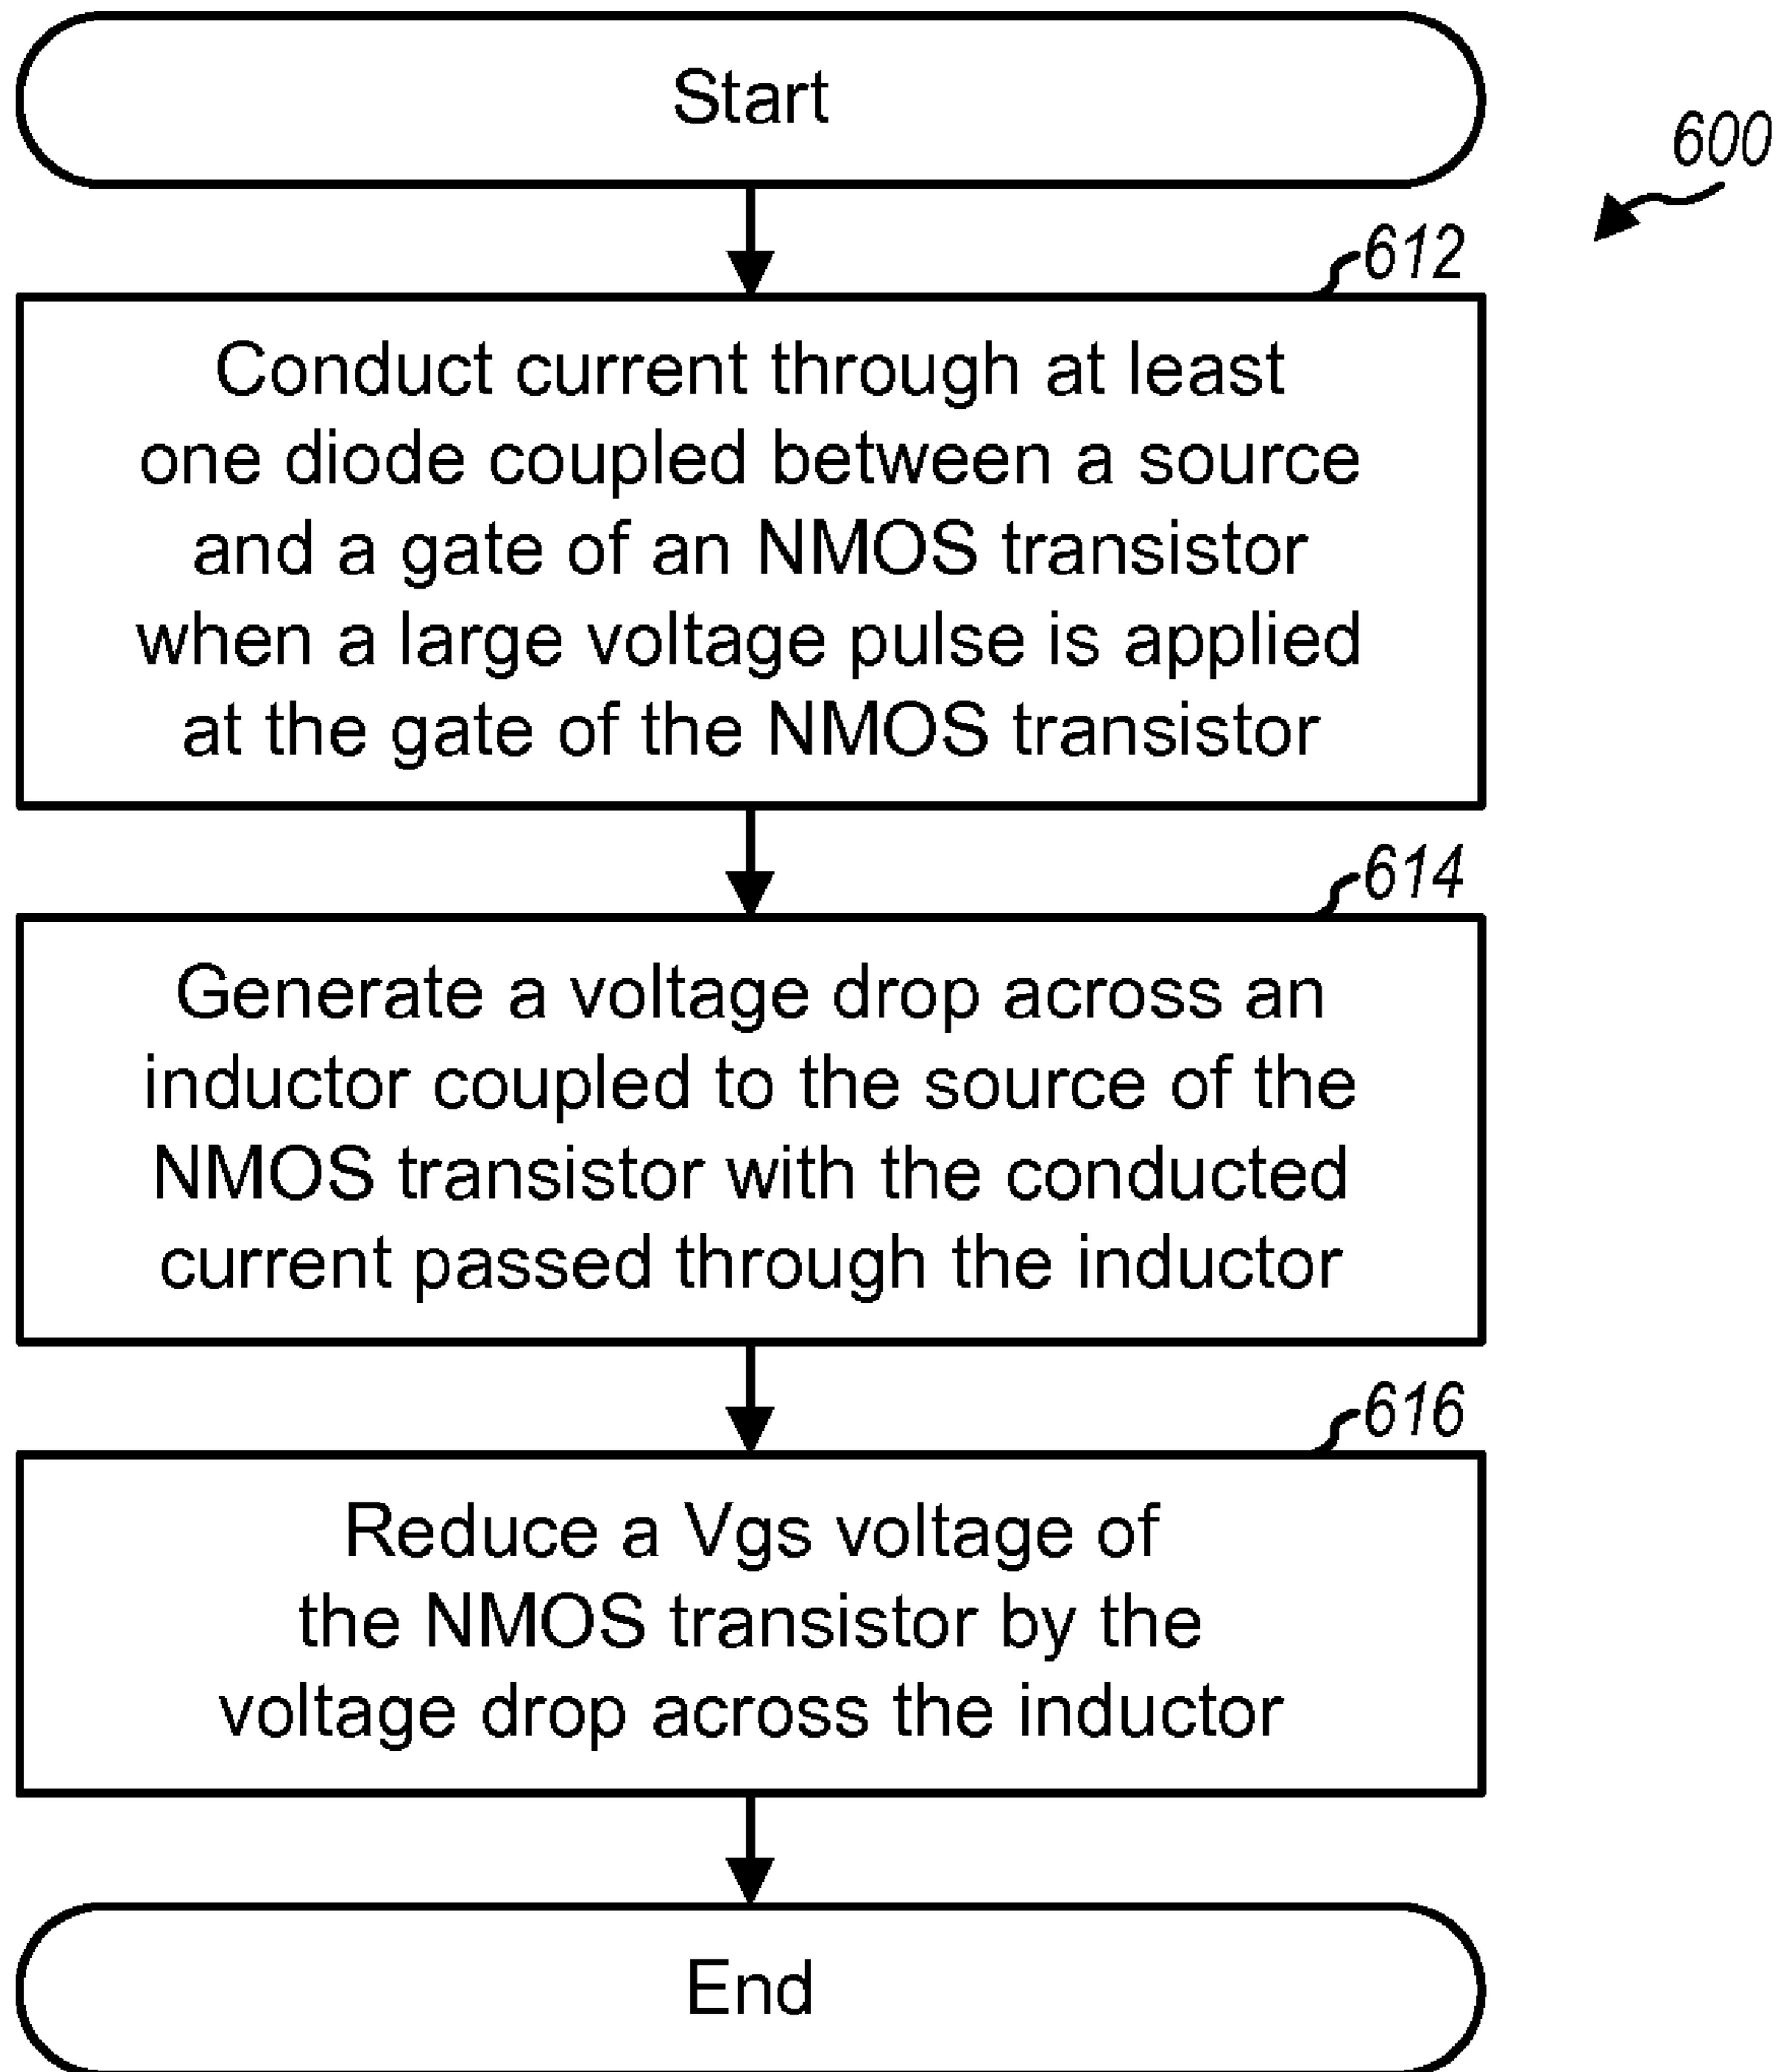 Start
600
612
Conduct current through at least
one diode coupled between a source
and a gate of an NMOS transistor
when a large voltage pulse is applied
at the gate of the NMOS transistor
614
Generate a voltage drop across an
inductor coupled to the source of the
NMOS transistor with the conducted
current passed through the inductor
616
Reduce a Vgs voltage of
the NMOS transistor by the
voltage drop across the inductor
End